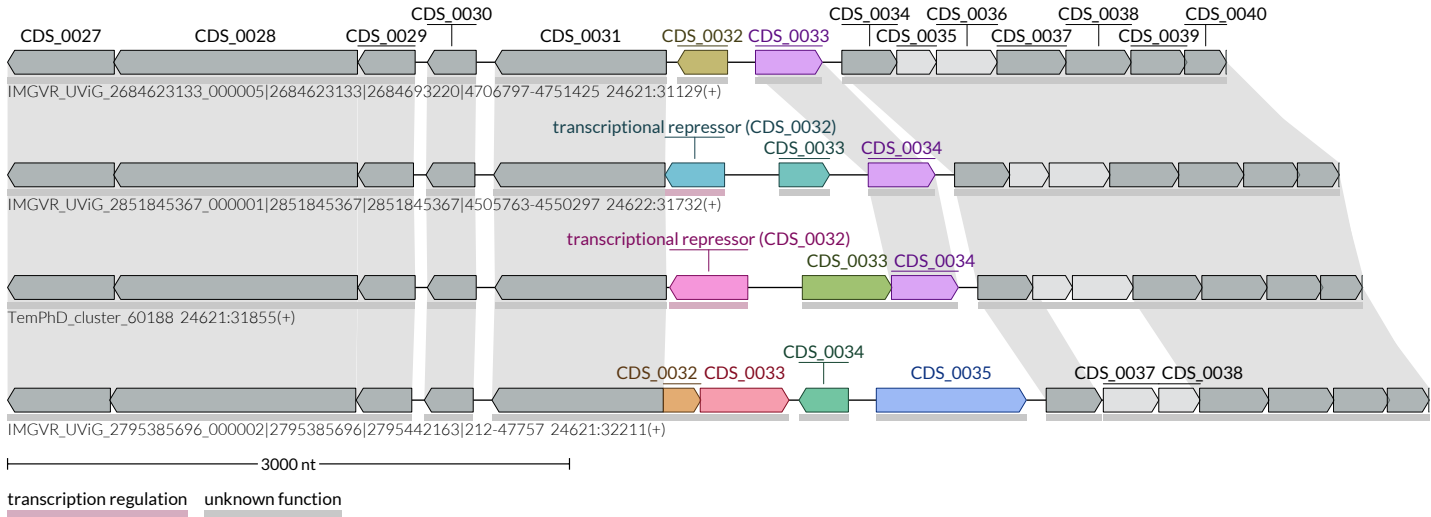 CDS_0030 CDS_0034 CDS_0036 CDS_0038 CDS_0040
CDS_0027 CDS_0028 CDS_0029 CDS_0031 CDS_0032 CDS_0033 CDS_0035 CDS_0037 CDS_0039
IMGVR_UViG_2684623133_000005|2684623133|2684693220|4706797-4751425 24621:31129(+)
transcriptional repressor (CDS_0032)
CDS_0033 CDS_0034
IMGVR_UViG_2851845367_000001|2851845367|2851845367|4505763-4550297 24622:31732(+)
transcriptional repressor (CDS_0032)
CDS_0033 CDS_0034
TemPhD_cluster_60188 24621:31855(+)
CDS_0034
CDS_0032 CDS_0033 CDS_0035 CDS_0037 CDS_0038
IMGVR_UViG_2795385696_000002|2795385696|2795442163|212-47757 24621:32211(+)
3000 nt
transcription regulation unknown function